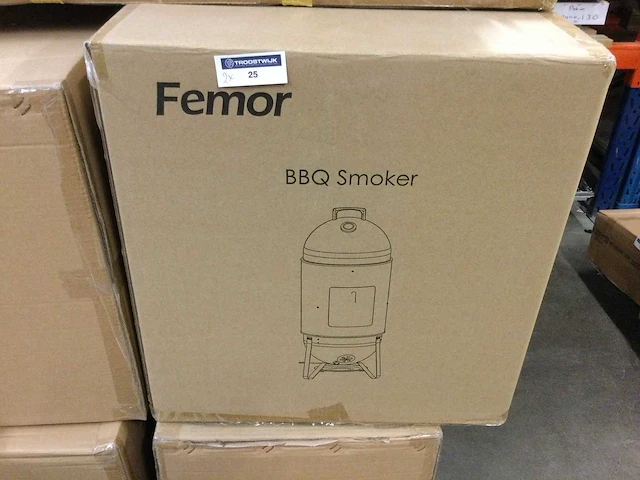 TROOSTWIJK
2x 25
Femor
BBQ Smoker